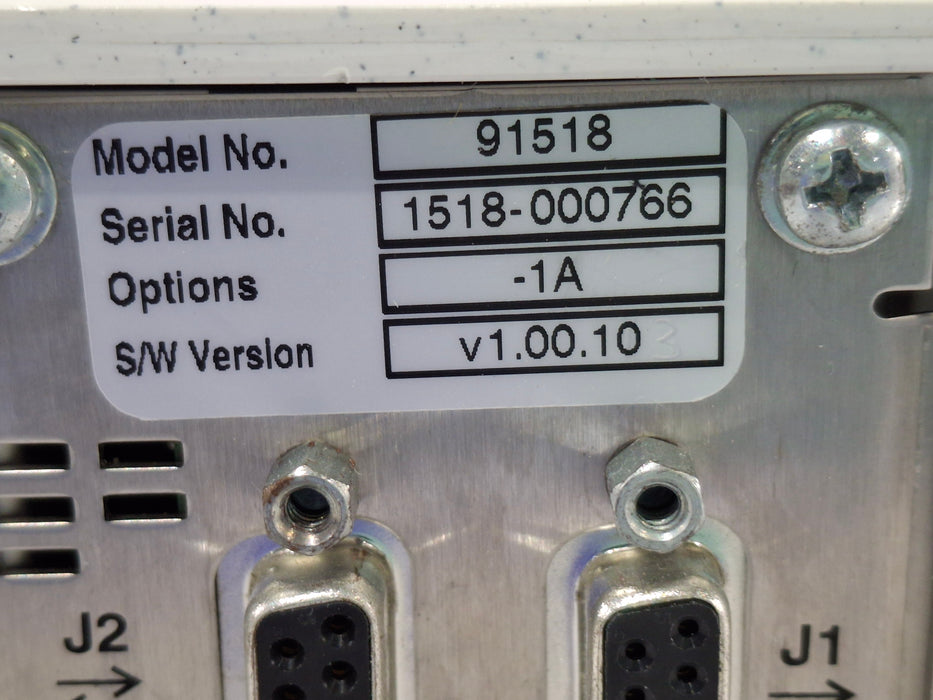 Model No. 91518
Serial No. 1518-000766
Options -1A
S/W Version v1.00.10
J2 J1